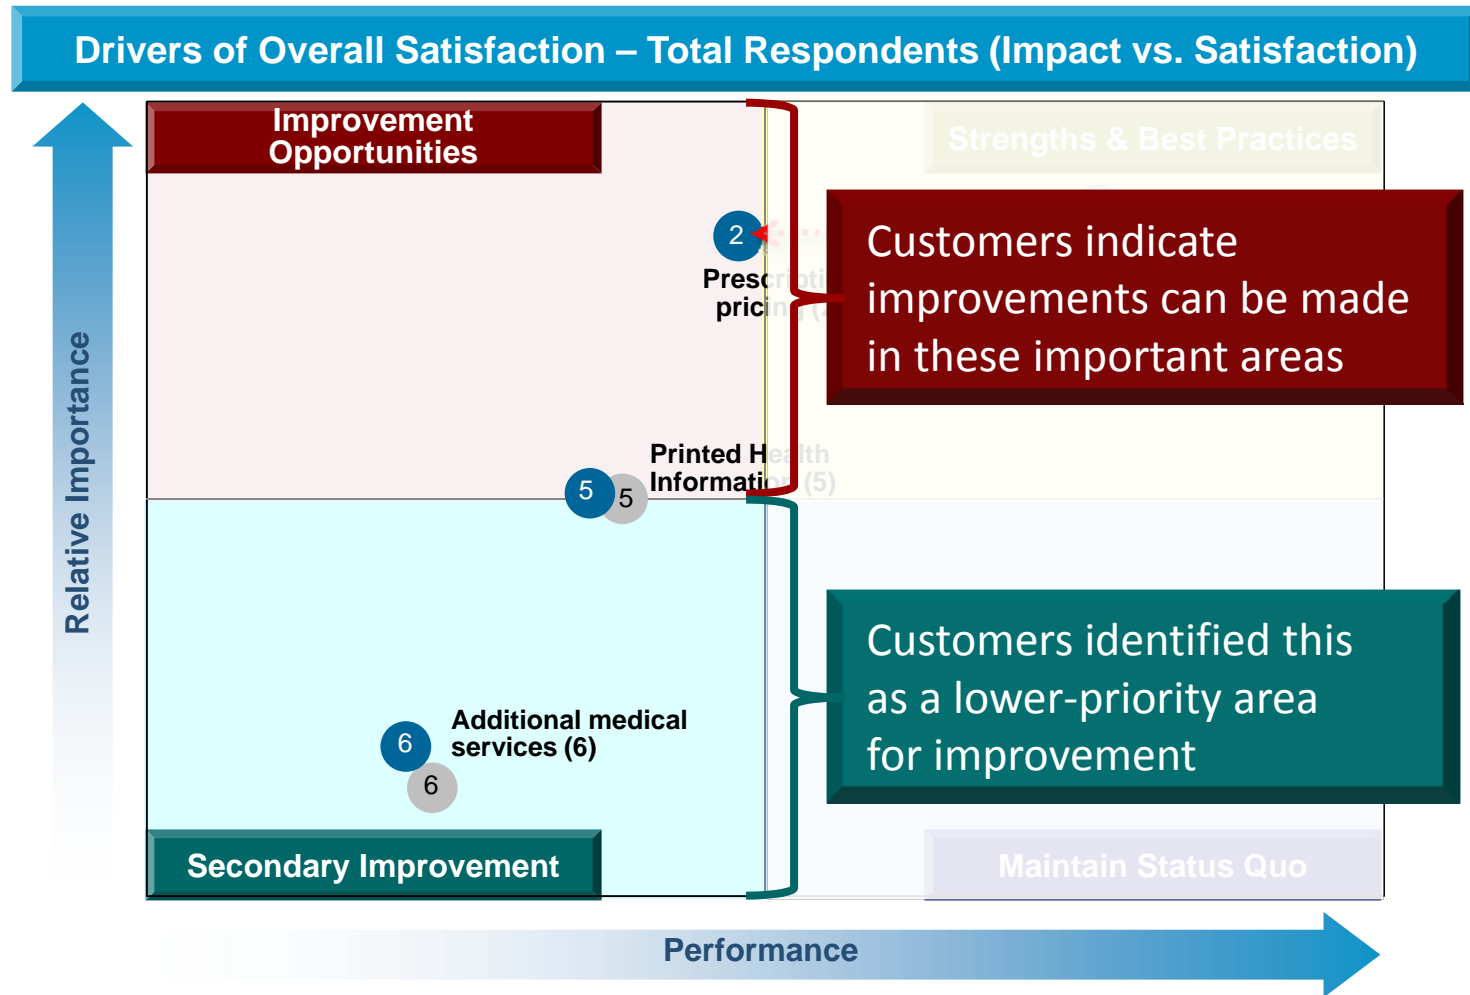 Drivers of Overall Satisfaction – Total Respondents (Impact vs. Satisfaction)
Improvement
Opportunities
Strengths & Best Practices
2
Prescripti
pricing (
Customers indicate
improvements can be made
in these important areas
Relative Importance
Printed Health
Information (5)
5
5
Customers identified this
as a lower-priority area
for improvement
Additional medical
services (6)
6
6
Secondary Improvement
Maintain Status Quo
Performance